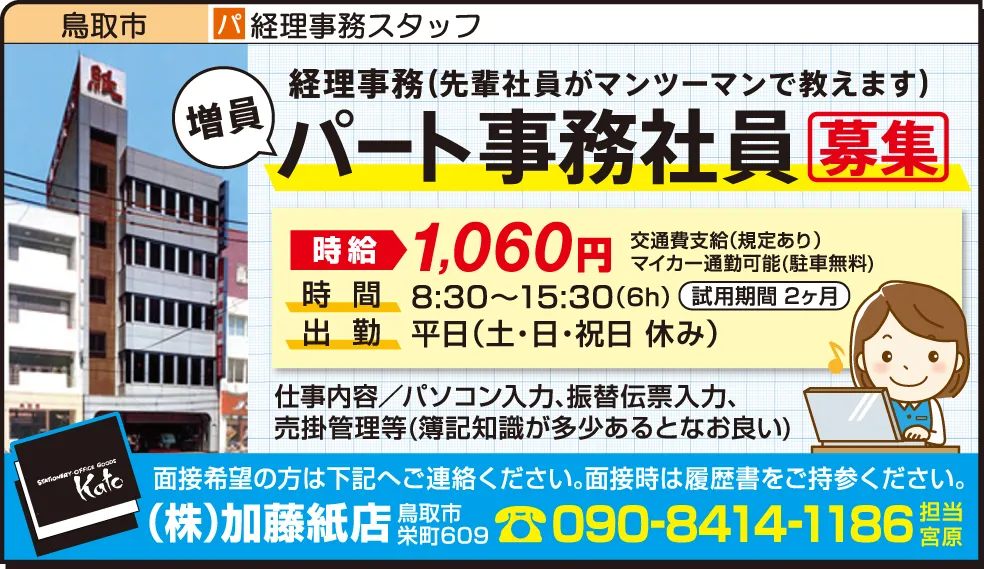 鳥取市
パ 経理事務スタッフ
増員
経理事務(先輩社員がマンツーマンで教えます)
パート事務社員 募集
時給 1,060円
交通費支給(規定あり)
マイカー通勤可能(駐車無料)
時間 8:30〜15:30(6h) 試用期間 2ヶ月
出勤 平日(土・日・祝日 休み)
仕事内容/パソコン入力、振替伝票入力、
売掛管理等(簿記知識が多少あるとなお良い)
STATIONERY・OFFICE GOODS
Kato
面接希望の方は下記へご連絡ください。面接時は履歴書をご持参ください。
(株)加藤紙店
鳥取市
栄町609
☎090-8414-1186
担当
宮原